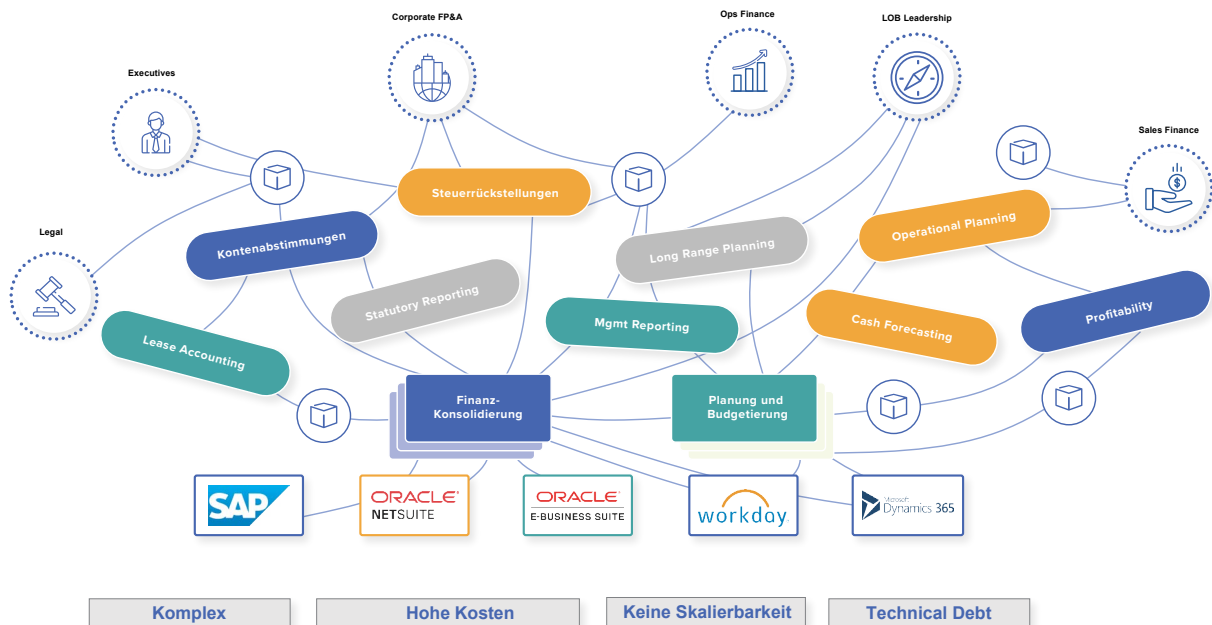 Corporate FP&A
Ops Finance
LOB Leadership
Executives
Sales Finance
Legal
Steuerrückstellungen
Kontenabstimmungen
Operational Planning
Long Range Planning
Statutory Reporting
Mgmt Reporting
Profitability
Cash Forecasting
Lease Accounting
$
Finanz-
Konsolidierung
Planung und
Budgetierung
SAP
ORACLE
NETSUITE
ORACLE
E-BUSINESS SUITE
workday
Microsoft
Dynamics 365
Komplex
Hohe Kosten
Keine Skalierbarkeit
Technical Debt